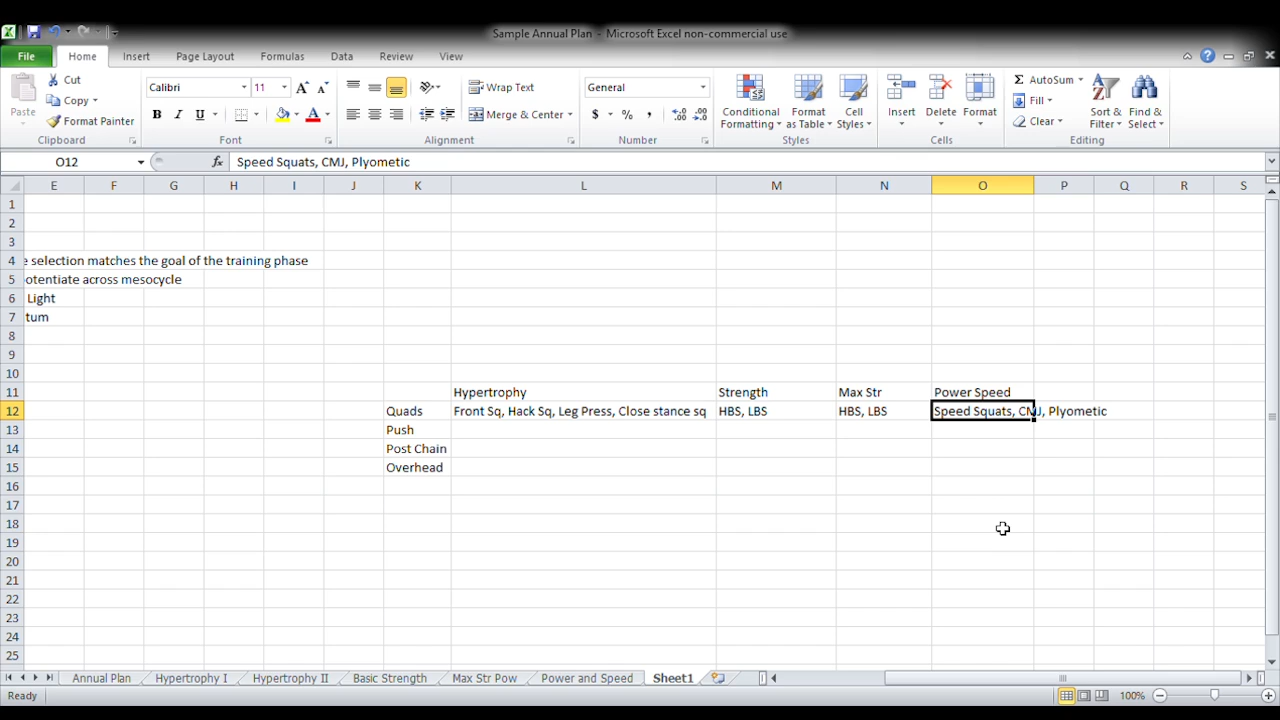 Sample Annual Plan - Microsoft Excel non-commercial use
File Home Insert Page Layout Formulas Data Review View
Paste
Cut
Copy
Format Painter
Clipboard
Calibri 11
B I U
Font
Wrap Text
Merge & Center
Alignment
General
$ % ,
Number
Conditional Formatting
Format as Table
Cell Styles
Styles
Insert
Delete
Format
Cells
AutoSum
Fill
Clear
Sort & Filter
Find & Select
Editing
O12 fx Speed Squats, CMJ, Plyometic
E F G H I J K L M N O P Q R S
1
2
3
4 e selection matches the goal of the training phase
5 otentiate across mesocycle
6 Light
7 tum
8
9
10
11 Hypertrophy Strength Max Str Power Speed
12 Quads Front Sq, Hack Sq, Leg Press, Close stance sq HBS, LBS HBS, LBS Speed Squats, CMJ, Plyometic
13 Push
14 Post Chain
15 Overhead
16
17
18
19
20
21
22
23
24
25
Annual Plan Hypertrophy I Hypertrophy II Basic Strength Max Str Pow Power and Speed Sheet1
Ready 100%